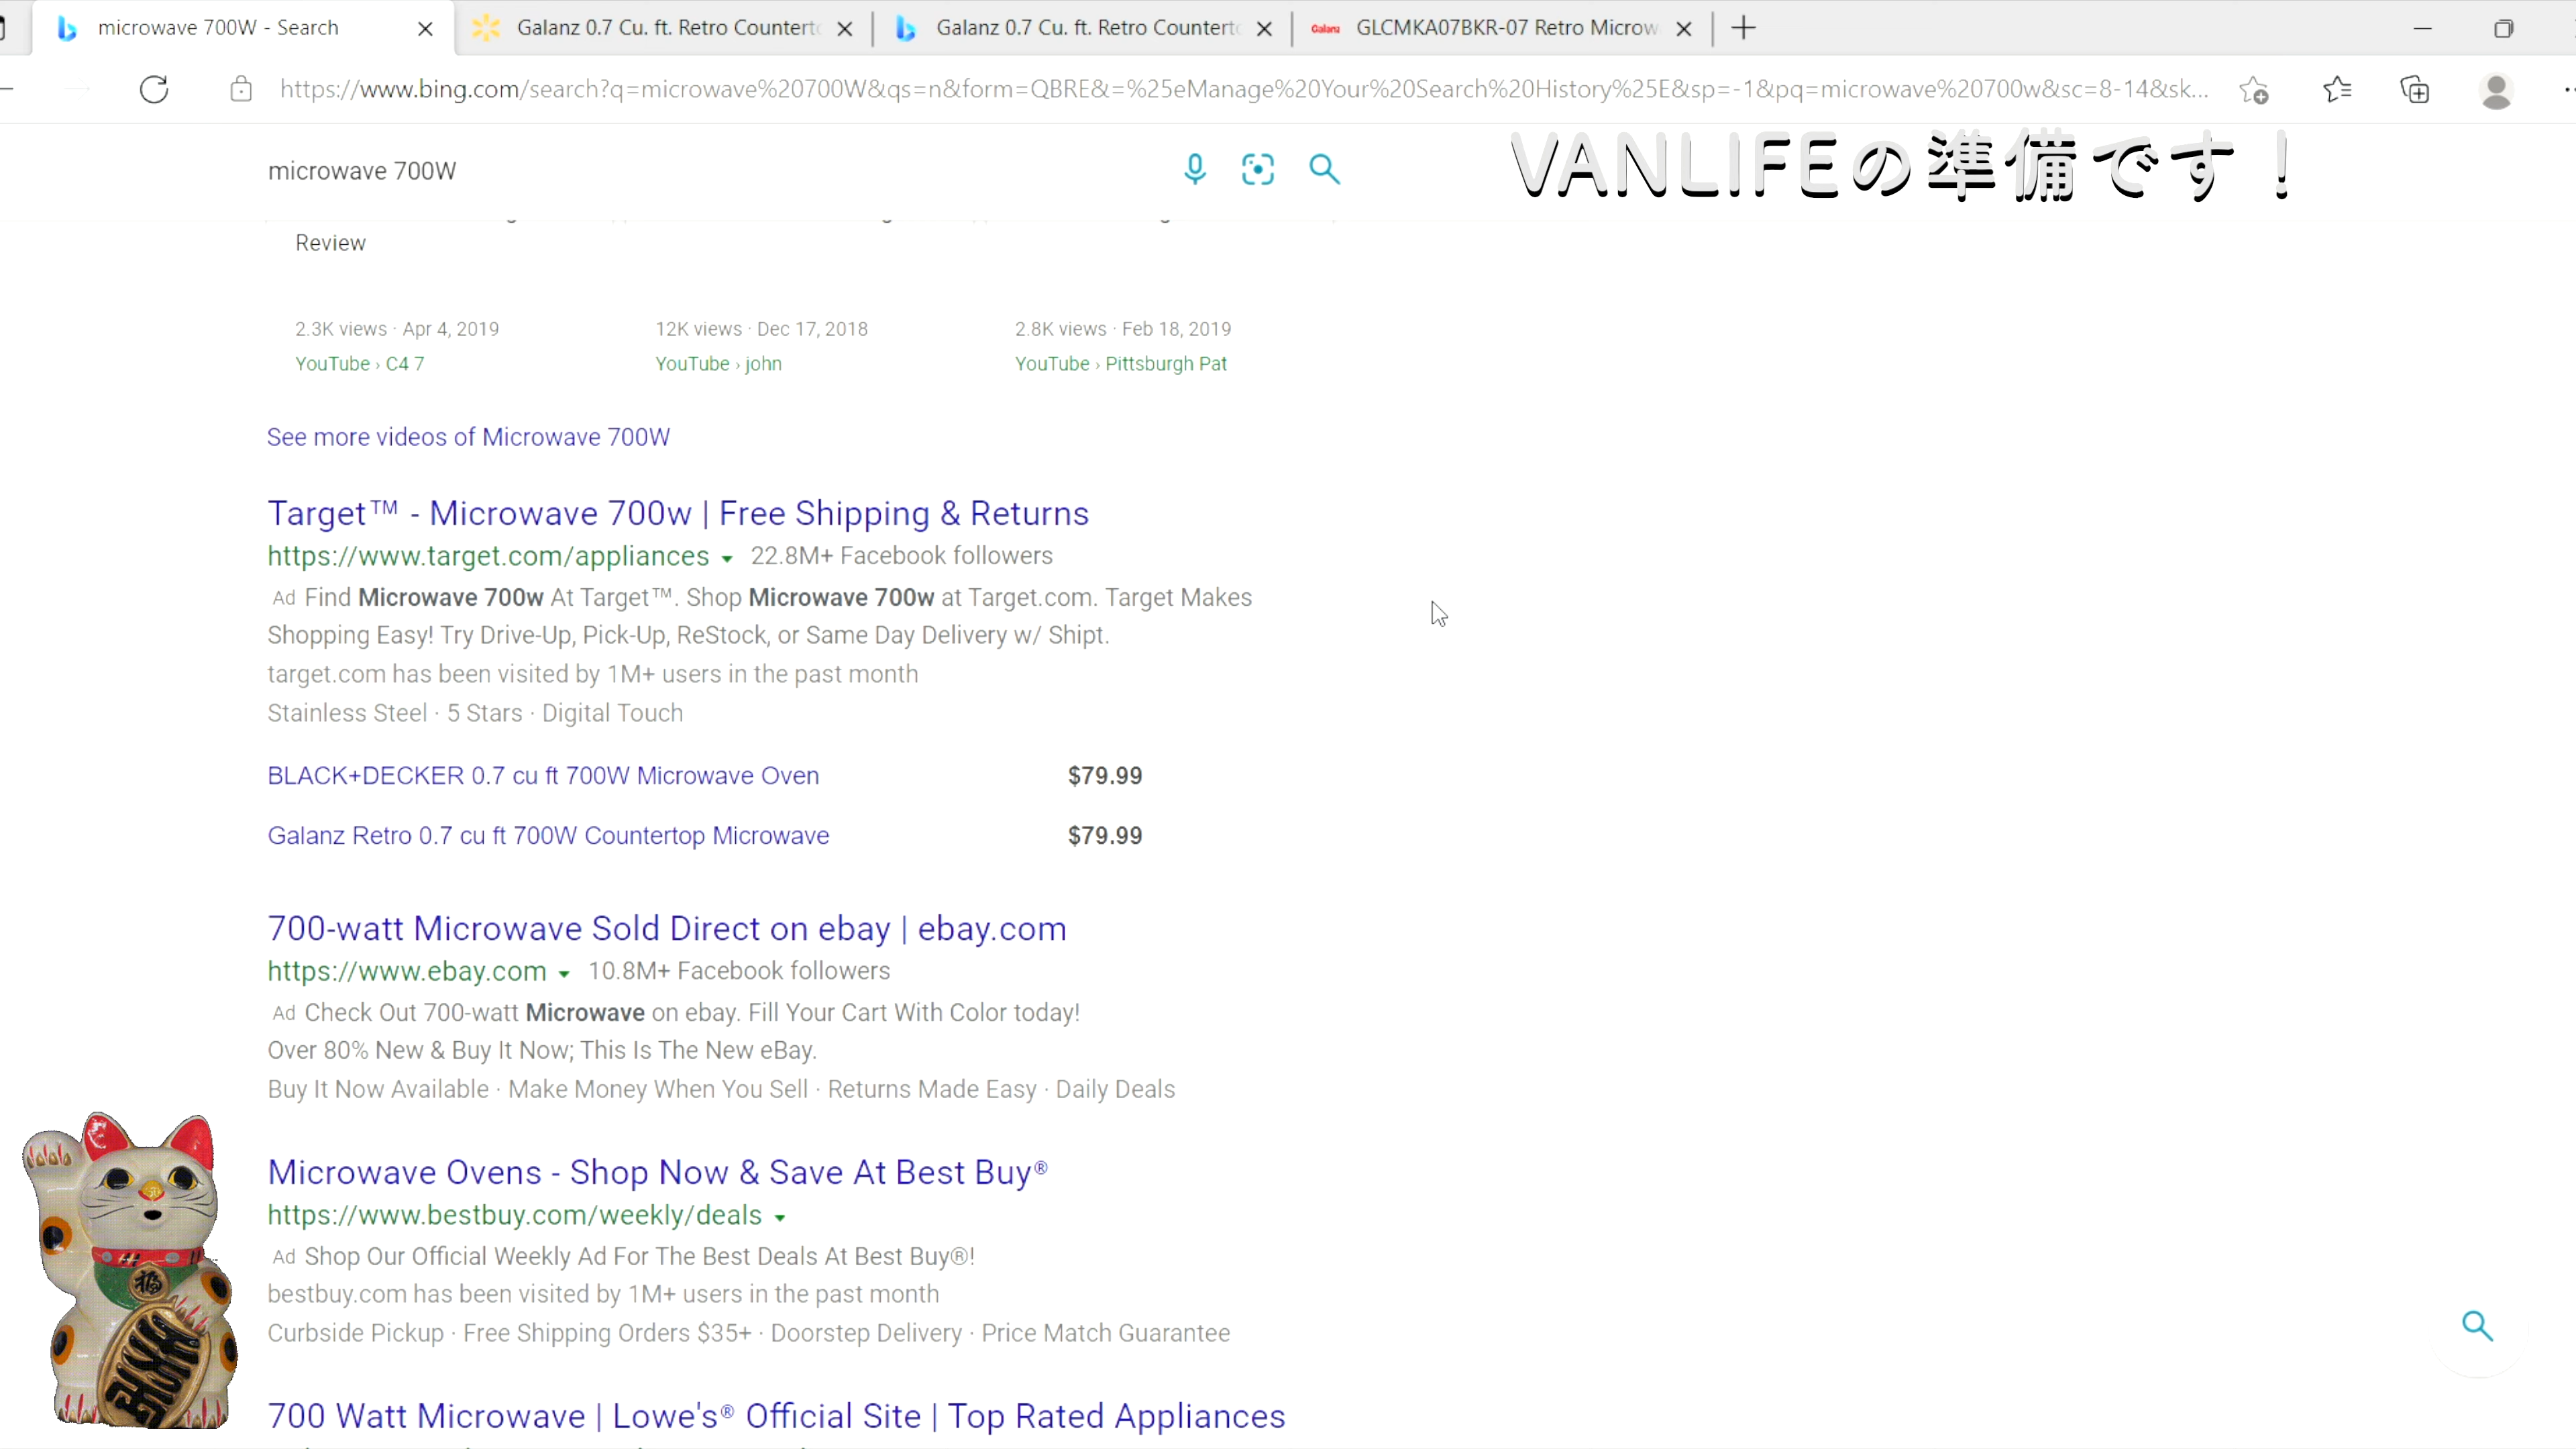 microwave 700W - Search
Galanz 0.7 Cu. ft. Retro Counterto
Galanz 0.7 Cu. ft. Retro Counterto
Galanz
GLCMKA07BKR-07 Retro Microw
https://www.bing.com/search?q=microwave%20700W&qs=n&form=QBRE&=%25eManage%20Your%20Search%20History%25E&sp=-1&pq=microwave%20700w&sc=8-14&sk...
VANLIFEの準備です!
microwave 700W
Review
2.3K views · Apr 4, 2019
YouTube › C4 7
12K views · Dec 17, 2018
YouTube › john
2.8K views · Feb 18, 2019
YouTube › Pittsburgh Pat
See more videos of Microwave 700W
Target™ - Microwave 700w | Free Shipping & Returns
https://www.target.com/appliances 22.8M+ Facebook followers
Ad Find Microwave 700w At Target™. Shop Microwave 700w at Target.com. Target Makes
Shopping Easy! Try Drive-Up, Pick-Up, ReStock, or Same Day Delivery w/ Shipt.
target.com has been visited by 1M+ users in the past month
Stainless Steel · 5 Stars · Digital Touch
BLACK+DECKER 0.7 cu ft 700W Microwave Oven $79.99
Galanz Retro 0.7 cu ft 700W Countertop Microwave $79.99
700-watt Microwave Sold Direct on ebay | ebay.com
https://www.ebay.com 10.8M+ Facebook followers
Ad Check Out 700-watt Microwave on ebay. Fill Your Cart With Color today!
Over 80% New & Buy It Now; This Is The New eBay.
Buy It Now Available · Make Money When You Sell · Returns Made Easy · Daily Deals
Microwave Ovens - Shop Now & Save At Best Buy®
https://www.bestbuy.com/weekly/deals
Ad Shop Our Official Weekly Ad For The Best Deals At Best Buy®!
bestbuy.com has been visited by 1M+ users in the past month
Curbside Pickup · Free Shipping Orders $35+ · Doorstep Delivery · Price Match Guarantee
700 Watt Microwave | Lowe's® Official Site | Top Rated Appliances
福